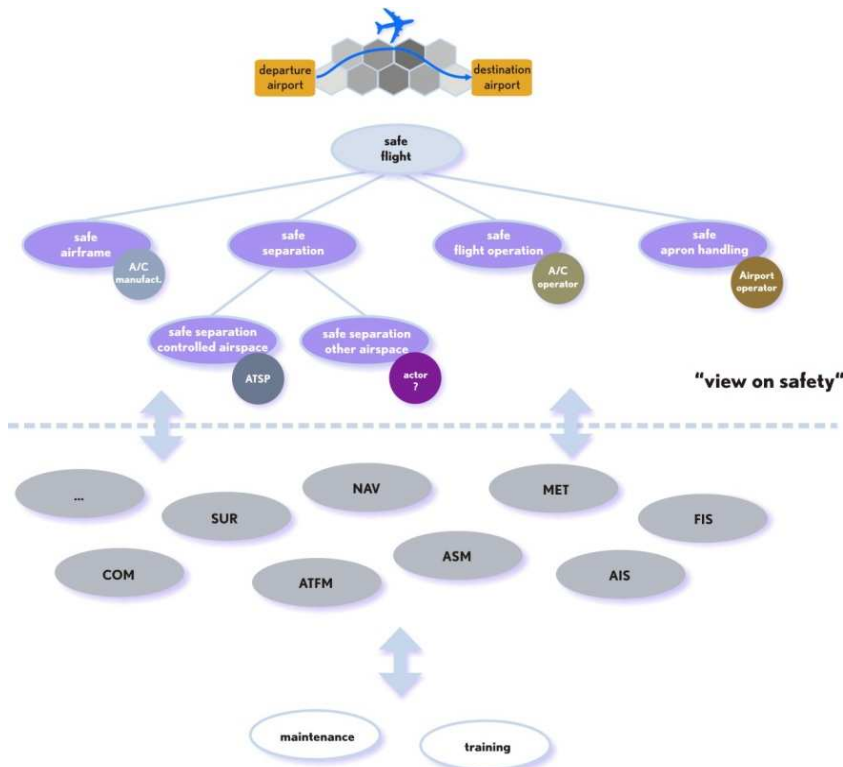 departure
airport
destination
airport
safe
flight
safe
airframe
A/C
manufact.
safe
separation
safe
flight operation
A/C
operator
safe
apron handling
Airport
operator
safe separation
controlled airspace
ATSP
safe separation
other airspace
actor
?
"view on safety“
...
SUR
NAV
MET
FIS
COM
ATFM
ASM
AIS
maintenance
training